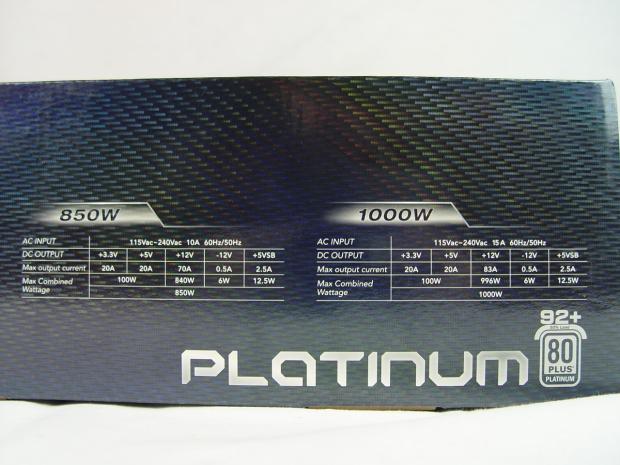 850W
AC INPUT 115Vac~240Vac 10A 60Hz/50Hz
DC OUTPUT +3.3V +5V +12V -12V +5VSB
Max output current 20A 20A 70A 0.5A 2.5A
Max Combined Wattage 100W 840W 6W 12.5W
850W
1000W
AC INPUT 115Vac~240Vac 15A 60Hz/50Hz
DC OUTPUT +3.3V +5V +12V -12V +5VSB
Max output current 20A 20A 83A 0.5A 2.5A
Max Combined Wattage 100W 996W 6W 12.5W
1000W
PLATINUM
92+
80
PLUS
PLATINUM